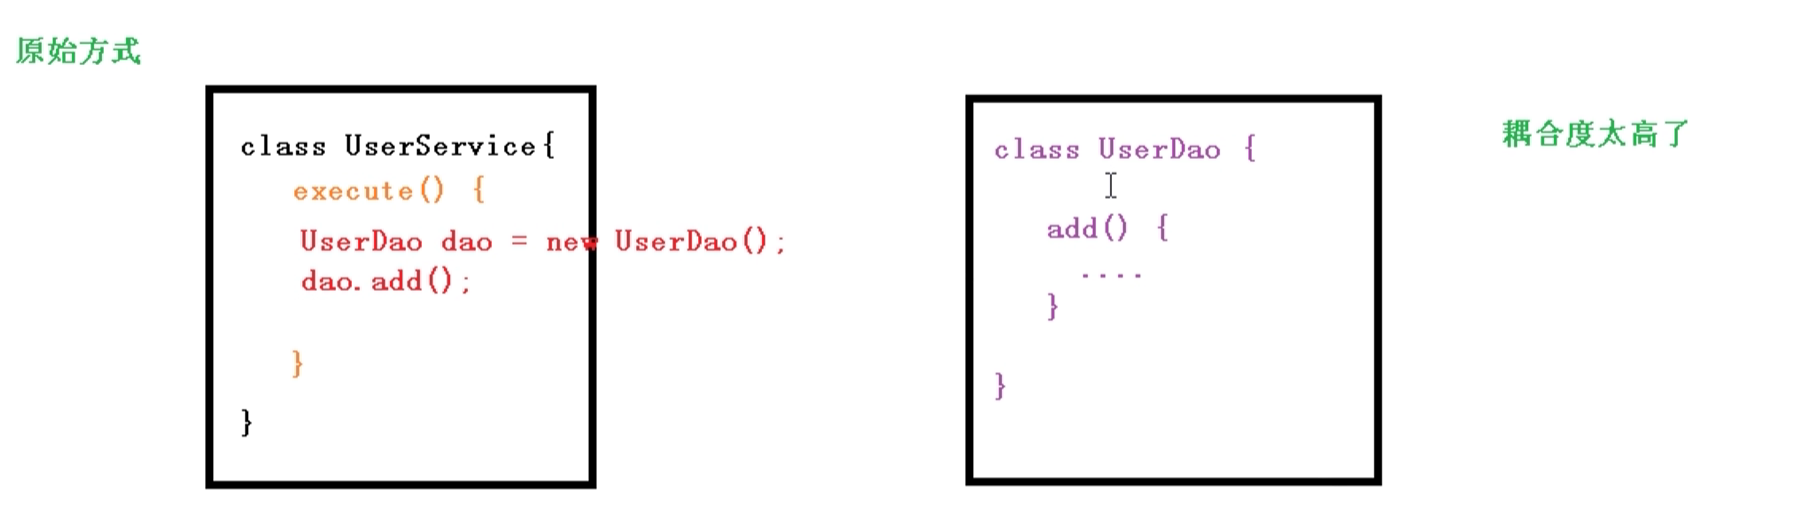 原始方式
class UserService{
execute() {
UserDao dao = new UserDao();
dao.add();
}
}
class UserDao {
add() {
....
}
}
耦合度太高了